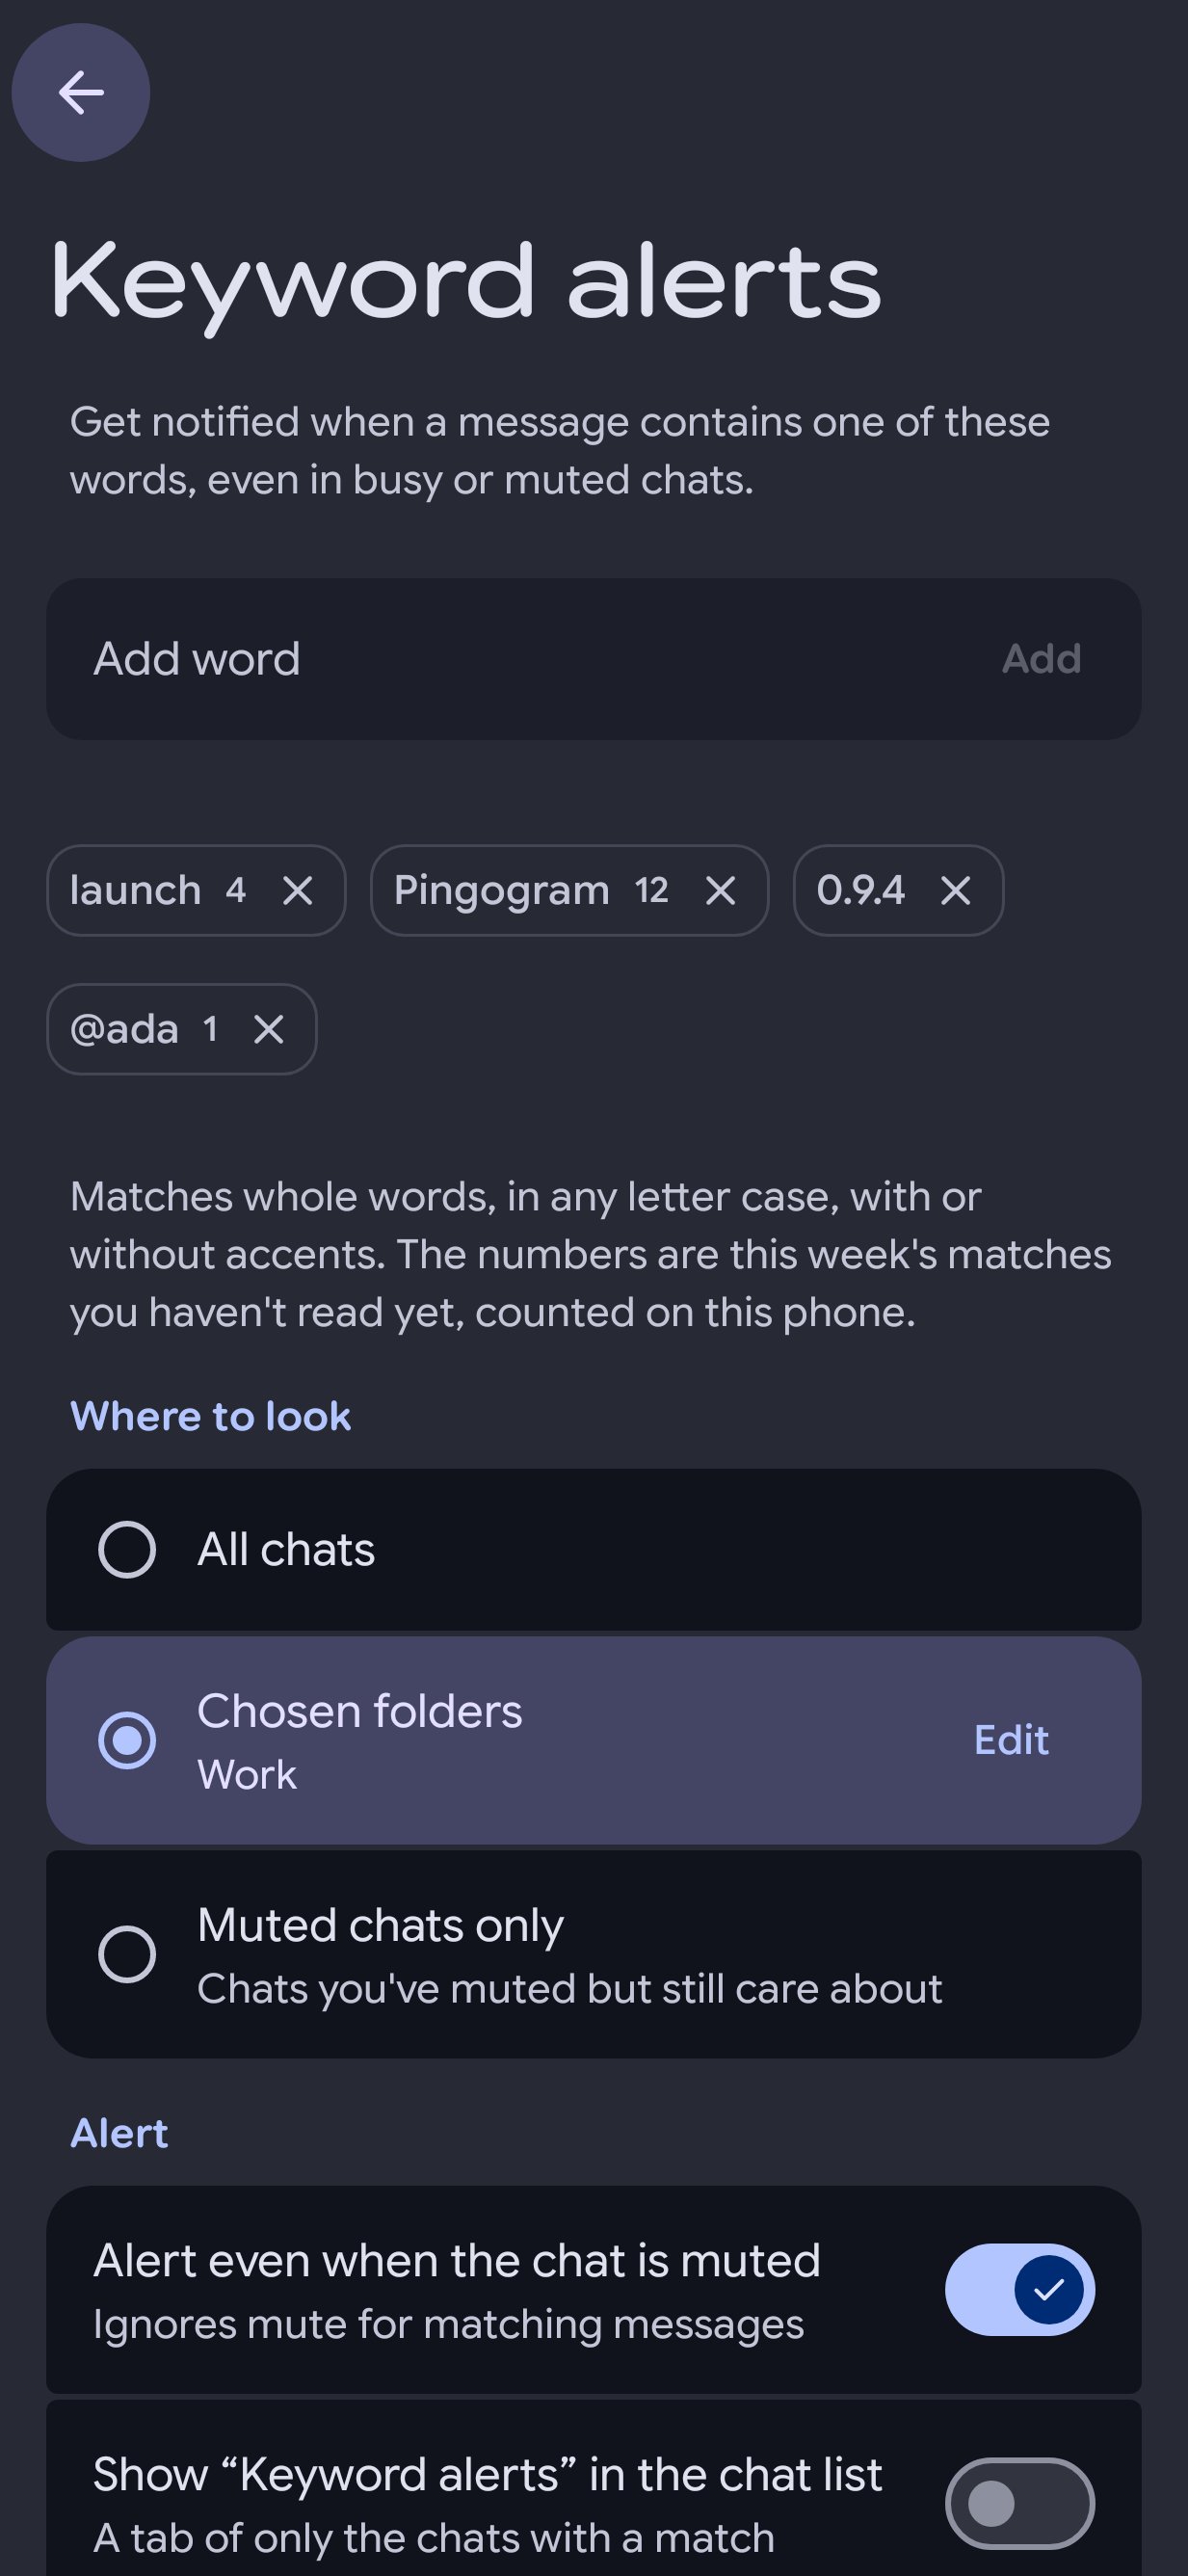 Keyword alerts
Get notified when a message contains one of these
words, even in busy or muted chats.
Add word Add
launch 4 Pingogram 12 0.9.4
@ada 1
Matches whole words, in any letter case, with or
without accents. The numbers are this week's matches
you haven't read yet, counted on this phone.
Where to look
All chats
Chosen folders
Work
Edit
Muted chats only
Chats you've muted but still care about
Alert
Alert even when the chat is muted
Ignores mute for matching messages
Show “Keyword alerts” in the chat list
A tab of only the chats with a match